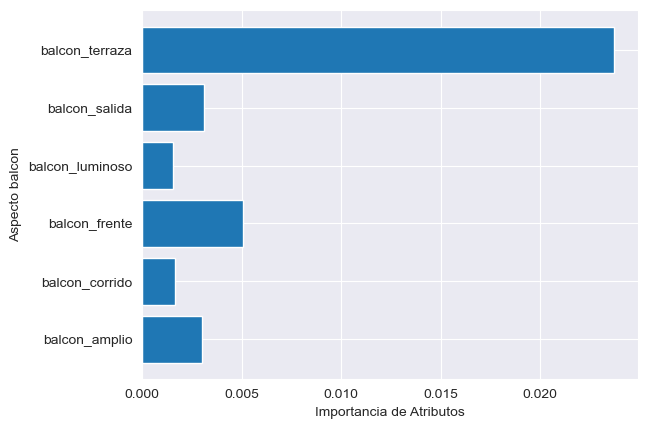 balcon_terraza
balcon_salida
balcon_luminoso
balcon_frente
balcon_corrido
balcon_amplio
Aspecto balcon
0.000 0.005 0.010 0.015 0.020
Importancia de Atributos